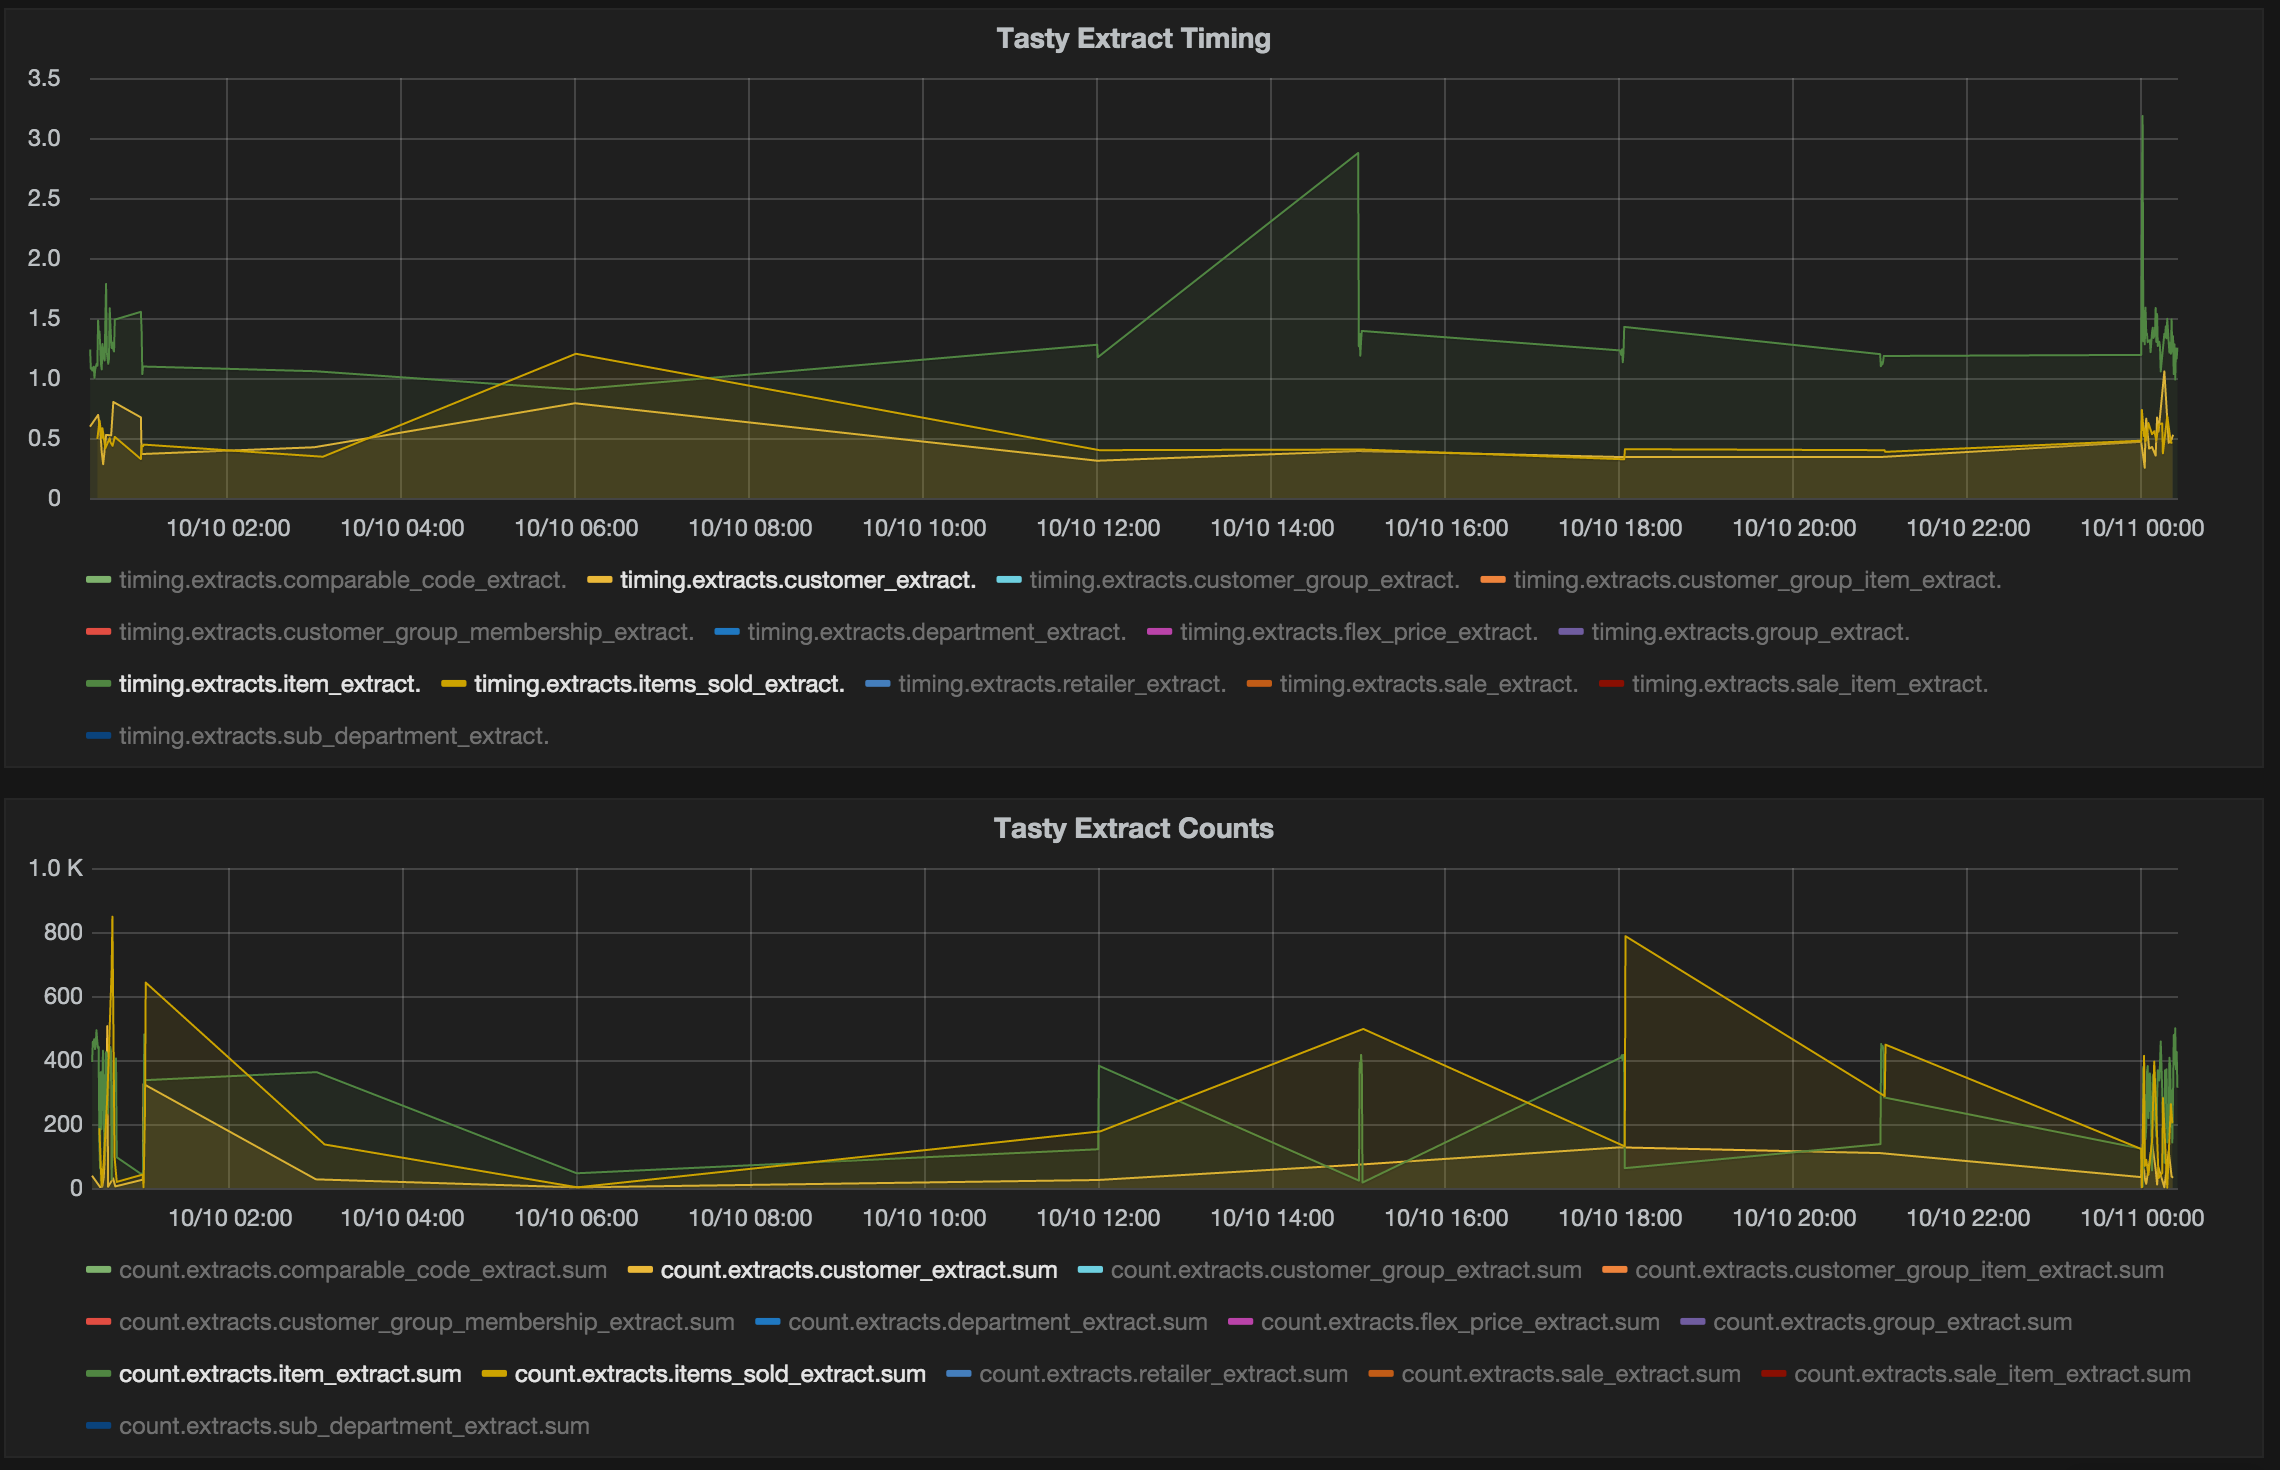 Tasty Extract Timing
3.5
3.0
2.5
2.0
1.5
1.0
0.5
0
10/10 02:00 10/10 04:00 10/10 06:00 10/10 08:00 10/10 10:00 10/10 12:00 10/10 14:00 10/10 16:00 10/10 18:00 10/10 20:00 10/10 22:00 10/11 00:00
timing.extracts.comparable_code_extract. timing.extracts.customer_extract. timing.extracts.customer_group_extract. timing.extracts.customer_group_item_extract.
timing.extracts.customer_group_membership_extract. timing.extracts.department_extract. timing.extracts.flex_price_extract. timing.extracts.group_extract.
timing.extracts.item_extract. timing.extracts.items_sold_extract. timing.extracts.retailer_extract. timing.extracts.sale_extract. timing.extracts.sale_item_extract.
timing.extracts.sub_department_extract.
Tasty Extract Counts
1.0 K
800
600
400
200
0
10/10 02:00 10/10 04:00 10/10 06:00 10/10 08:00 10/10 10:00 10/10 12:00 10/10 14:00 10/10 16:00 10/10 18:00 10/10 20:00 10/10 22:00 10/11 00:00
count.extracts.comparable_code_extract.sum count.extracts.customer_extract.sum count.extracts.customer_group_extract.sum count.extracts.customer_group_item_extract.sum
count.extracts.customer_group_membership_extract.sum count.extracts.department_extract.sum count.extracts.flex_price_extract.sum count.extracts.group_extract.sum
count.extracts.item_extract.sum count.extracts.items_sold_extract.sum count.extracts.retailer_extract.sum count.extracts.sale_extract.sum count.extracts.sale_item_extract.sum
count.extracts.sub_department_extract.sum